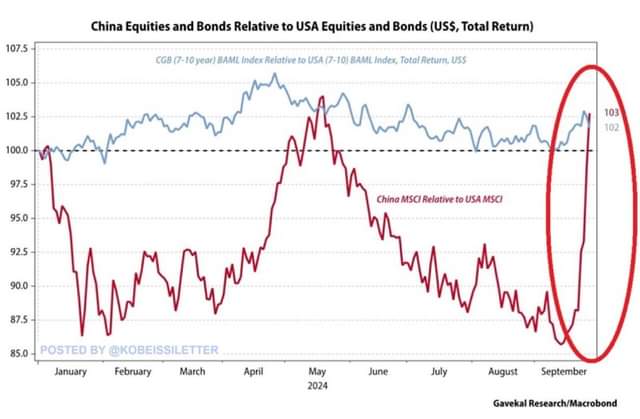 China Equities and Bonds Relative to USA Equities and Bonds (US$, Total Return)
107.5
CGB (7-10 year) BAML Index Relative to USA (7-10) BAML Index, Total Return, US$
105.0
103
102.5
102
100.0
97.5
China MSCI Relative to USA MSCI
95.0
92.5
90.0
87.5
POSTED BY @KOBEISSILETTER
85.0
January February March April May June July August September
2024
Gavekal Research/Macrobond